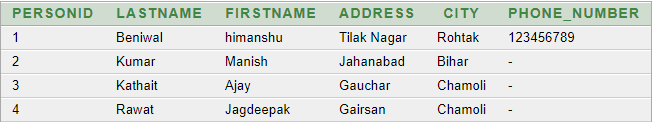 PERSONID LASTNAME FIRSTNAME ADDRESS CITY PHONE_NUMBER
1 Beniwal himanshu Tilak Nagar Rohtak 123456789
2 Kumar Manish Jahanabad Bihar -
3 Kathait Ajay Gauchar Chamoli -
4 Rawat Jagdeepak Gairsan Chamoli -